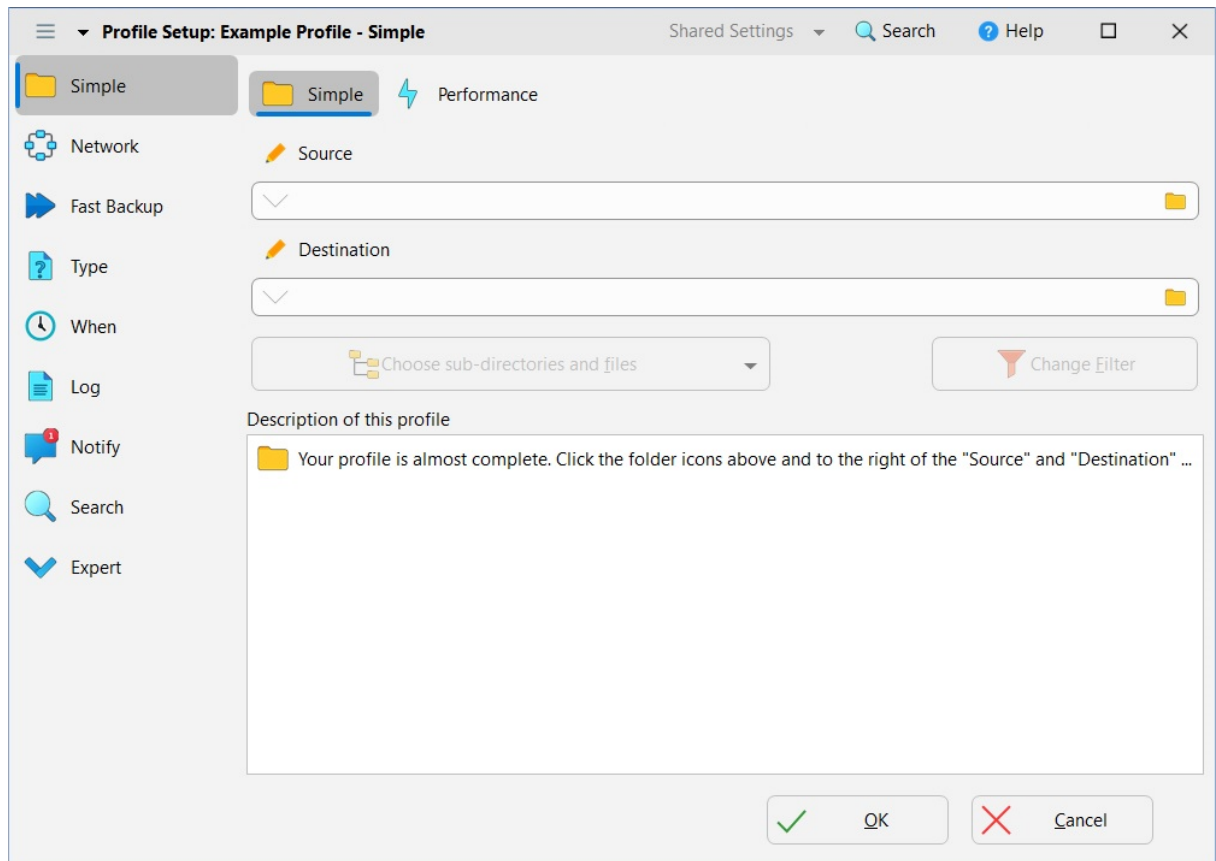 Profile Setup: Example Profile - Simple
Shared Settings
Search
Help
Simple
Network
Fast Backup
Type
When
Log
Notify
1
Search
Expert
Simple
Performance
Source
Destination
Choose sub-directories and files
Change Filter
Description of this profile
Your profile is almost complete. Click the folder icons above and to the right of the "Source" and "Destination" ...
OK
Cancel